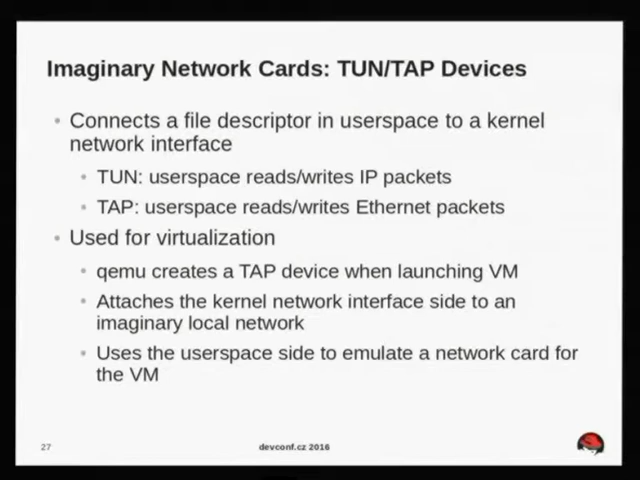 Imaginary Network Cards: TUN/TAP Devices
• Connects a file descriptor in userspace to a kernel
network interface
• TUN: userspace reads/writes IP packets
• TAP: userspace reads/writes Ethernet packets
• Used for virtualization
• qemu creates a TAP device when launching VM
• Attaches the kernel network interface side to an
imaginary local network
• Uses the userspace side to emulate a network card for
the VM
27
devconf.cz 2016